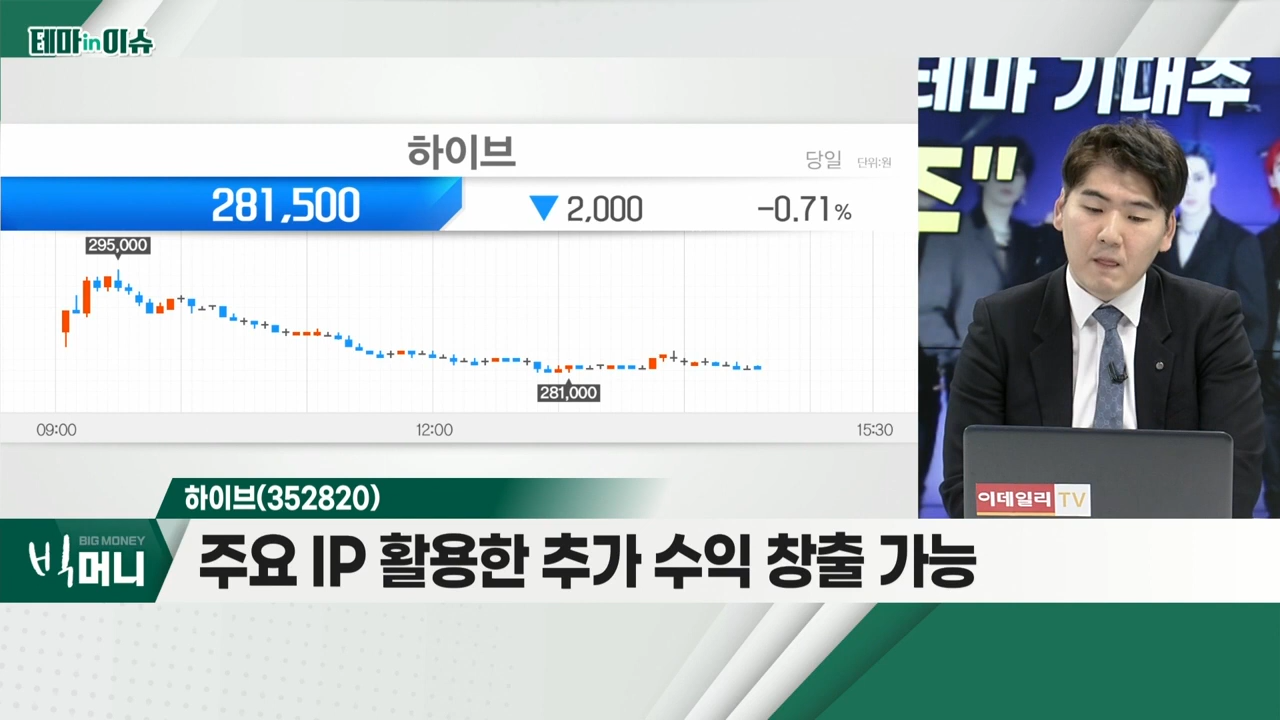 테마in이슈
하이브
당일 단위:원
281,500 ▼2,000 -0.71%
295,000
281,000
09:00 12:00 15:30
테마 기대주
즈"
이데일리TV
하이브(352820)
BIG MONEY
빅머니
주요 IP 활용한 추가 수익 창출 가능